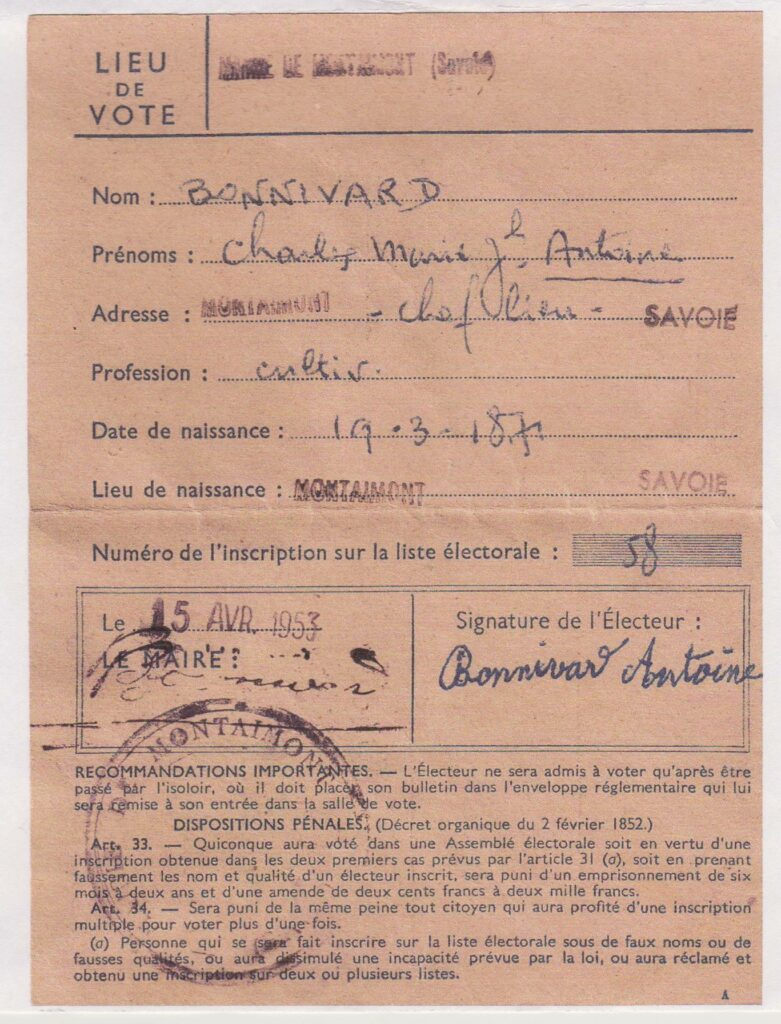 LIEU
DE
VOTE
MAIRIE DE MONTAIMONT (Savoie)
Nom : BONNIVARD
Prénoms : Charles Marie Jh Antoine
Adresse : MONTAIMONT - chef lieu - SAVOIE
Profession : cultiv.
Date de naissance : 19 - 3 -
Lieu de naissance : MONTAIMONT SAVOIE
Numéro de l'inscription sur la liste électorale : 58
Le 15 AVR. 1953
LE MAIRE :
Signature de l'Électeur :
Bonnivard Antoine
MONTAIMONT
RECOMMANDATIONS IMPORTANTES. — L'Électeur ne sera admis à voter qu'après être
passé par l'isoloir, où il doit placer son bulletin dans l'enveloppe réglementaire qui lui
sera remise à son entrée dans la salle de vote.
DISPOSITIONS PÉNALES. (Décret organique du 2 février 1852.)
Art. 33. — Quiconque aura vôté dans une Assemblé électorale soit en vertu d'une
inscription obtenue dans les deux premiers cas prévus par l'article 31 (a), soit en prenant
faussement les nom et qualité d'un électeur inscrit, sera puni d'un emprisonnement de six
mois à deux ans et d'une amende de deux cents francs à deux mille francs.
Art. 34. — Sera puni de la même peine tout citoyen qui aura profité d'une inscription
multiple pour voter plus d'une fois.
(a) Personne qui se sera fait inscrire sur la liste électorale sous de faux noms ou de
fausses qualités, ou aura dissimulé une incapacité prévue par la loi, ou aura réclamé et
obtenu une inscription sur deux ou plusieurs listes.
A